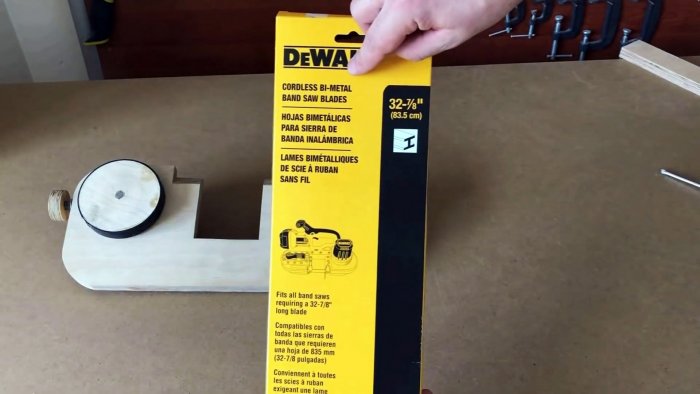 DEWA
CORDLESS BI-METAL
BAND SAW BLADES
HOJAS BIMETÁLICAS
PARA SIERRA DE
BANDA INALÁMBRICA
LAMES BIMÉTALLIQUES
DE SCIE À RUBAN
SANS FIL
32-7/8"
(83.5 cm)
Fits all band saws
requiring a 32-7/8"
long blade
Compatibles con
todas las sierras de
banda que requieren
una hoja de 835 mm
(32-7/8 pulgadas)
Conviennent à toutes
les scies à ruban
exigeant une lame